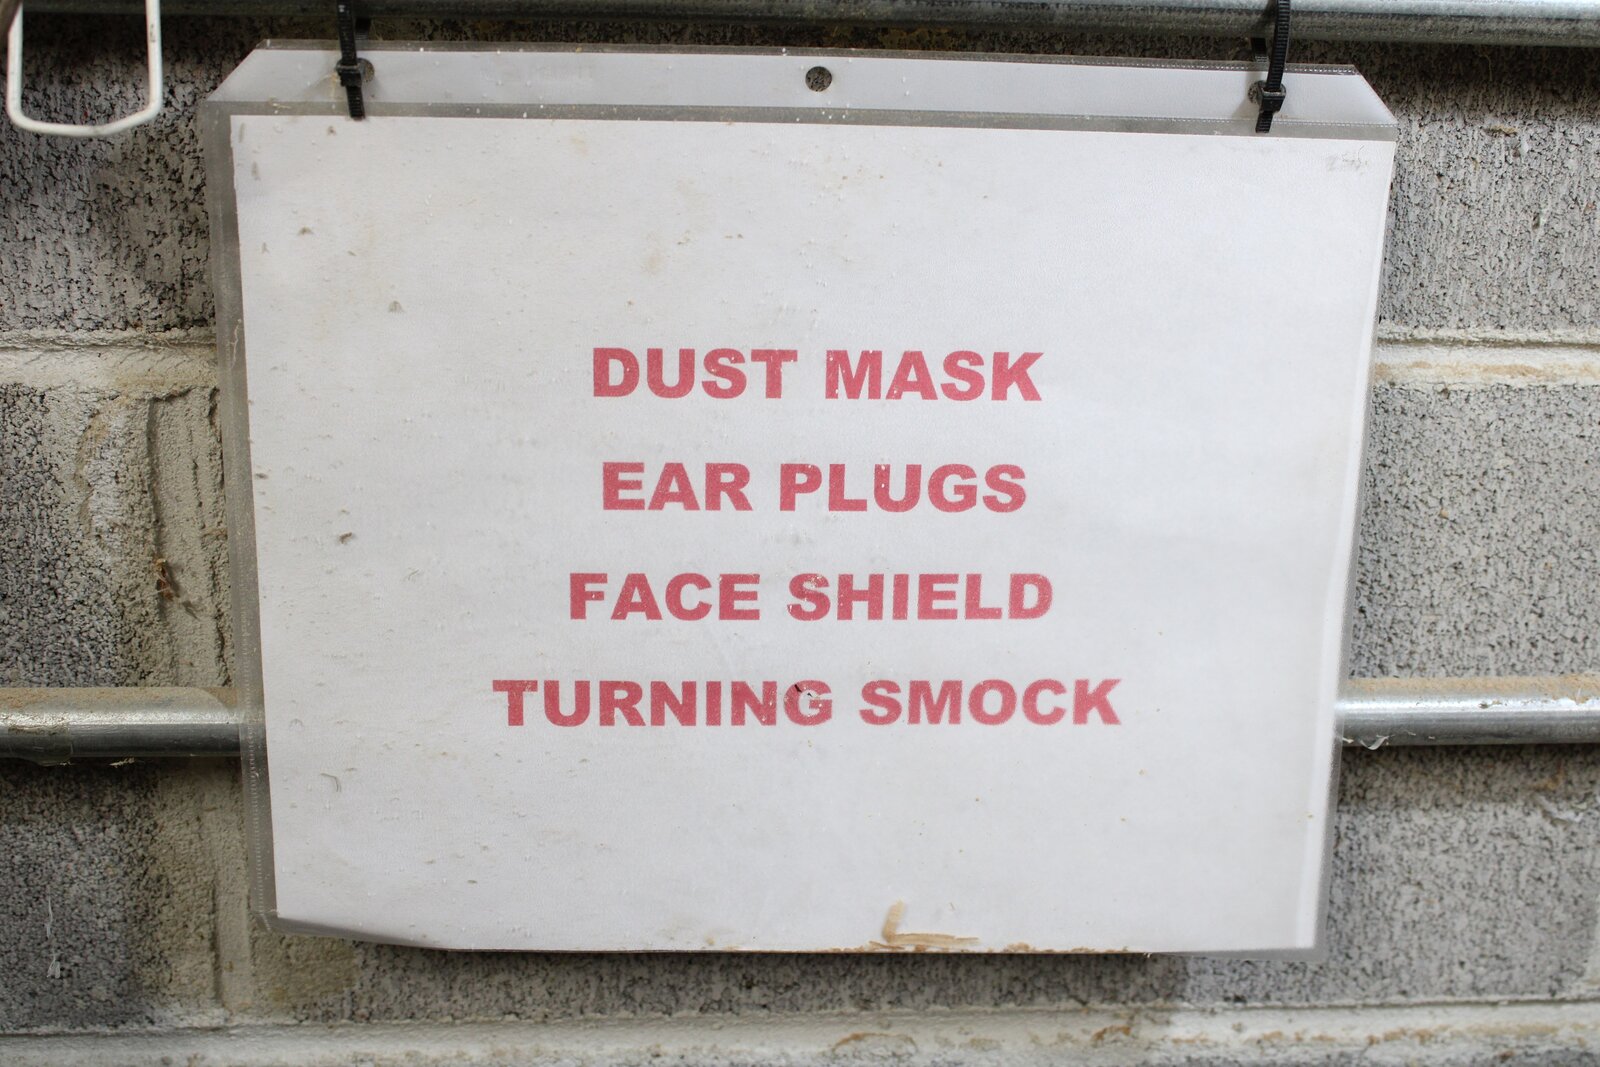 DUST MASK
EAR PLUGS
FACE SHIELD
TURNING SMOCK